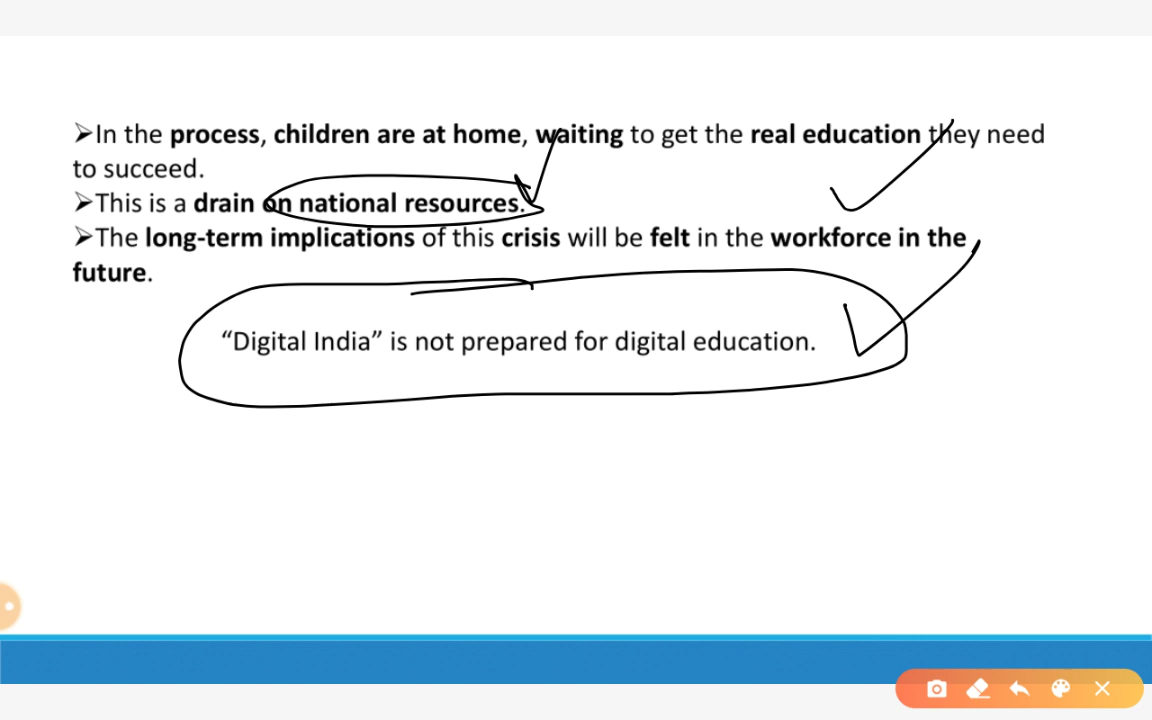 ➢In the process, children are at home, waiting to get the real education they need
to succeed.
➢This is a drain on national resources.
➢The long-term implications of this crisis will be felt in the workforce in the
future.
“Digital India” is not prepared for digital education.